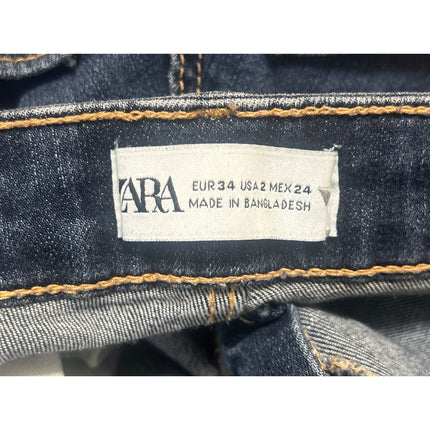 ZARA
EUR 34 USA 2 MEX 24
MADE IN BANGLADESH